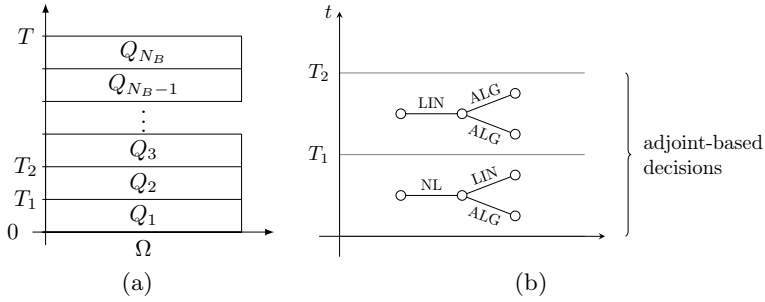 T
Q_{N_B}
Q_{N_B−1}
⋮
Q_3
T_2
Q_2
T_1
Q_1
0
Ω
(a)
t
T_2
LIN
ALG
ALG
T_1
NL
LIN
ALG
adjoint-based
decisions
(b)